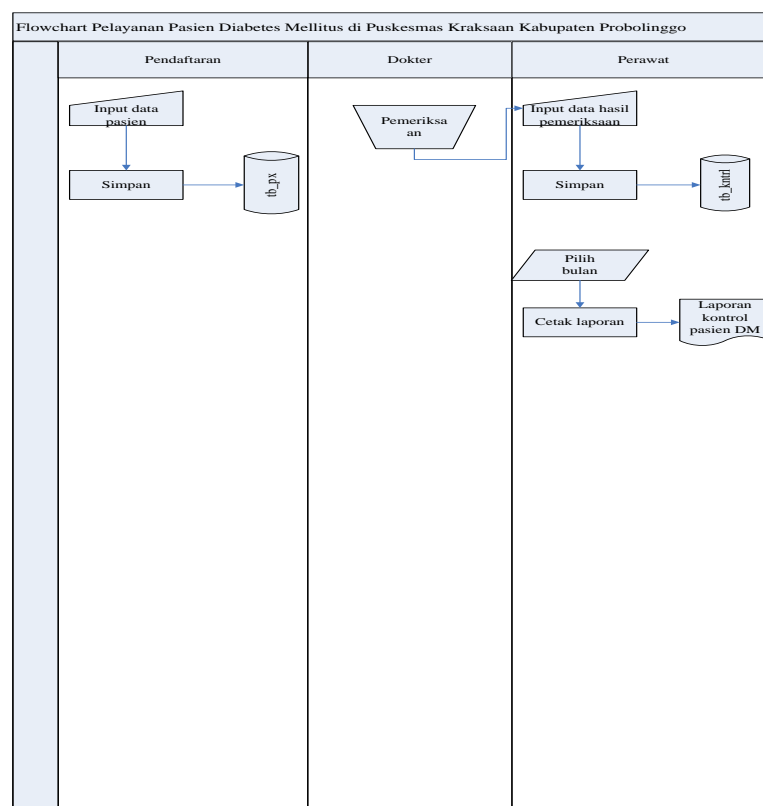 Flowchart Pelayanan Pasien Diabetes Mellitus di Puskesmas Kraksaan Kabupaten Probolinggo
Pendaftaran
Dokter
Perawat
Input data
pasien
Simpan
tb_px
Pemeriksa
an
Input data hasil
pemeriksaan
Simpan
tb_kntrl
Pilih
bulan
Cetak laporan
Laporan
kontrol
pasien DM